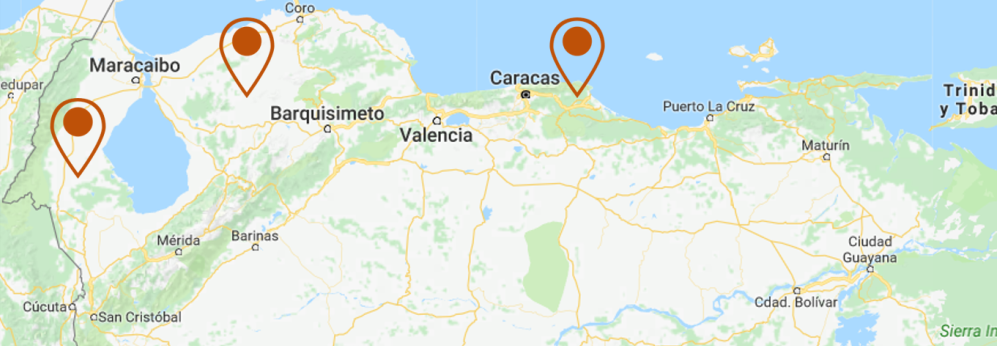 Coro
Maracaibo
edupar
Caracas
Trinid
y Toba
Puerto La Cruz
Barquisimeto
Valencia
Maturín
Mérida
Barinas
Ciudad
Guayana
Cúcuta
San Cristóbal
Cdad. Bolívar
Sierra In